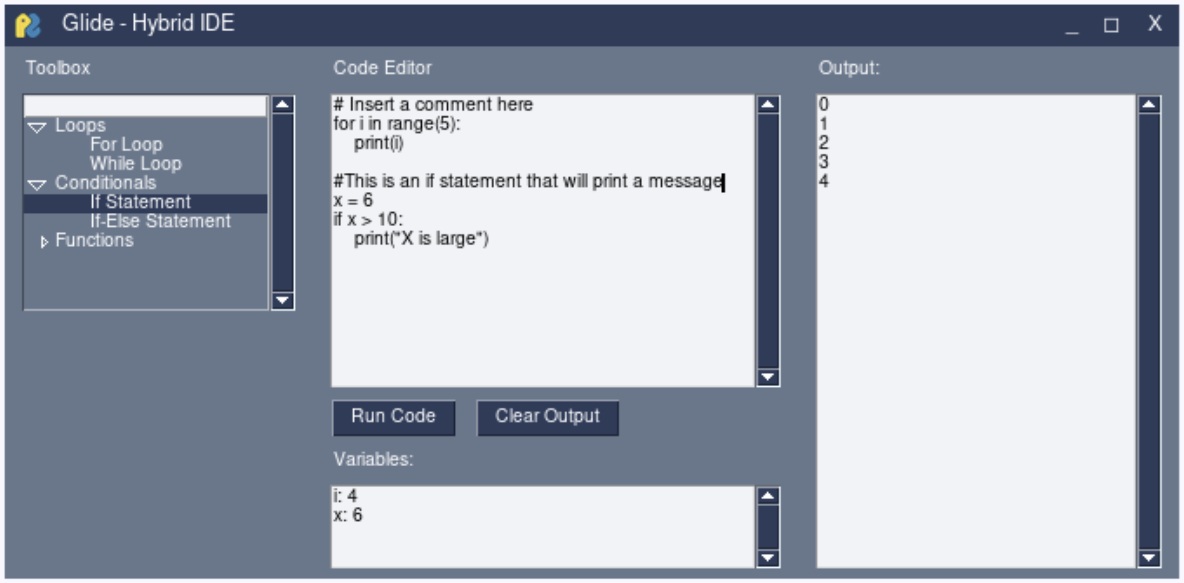 Glide - Hybrid IDE
Toolbox
Loops
For Loop
While Loop
Conditionals
If Statement
If-Else Statement
Functions
Code Editor
# Insert a comment here
for i in range(5):
    print(i)
#This is an if statement that will print a message
x = 6
if x > 10:
    print("X is large")
Run Code
Clear Output
Variables:
i: 4
x: 6
Output:
0
1
2
3
4